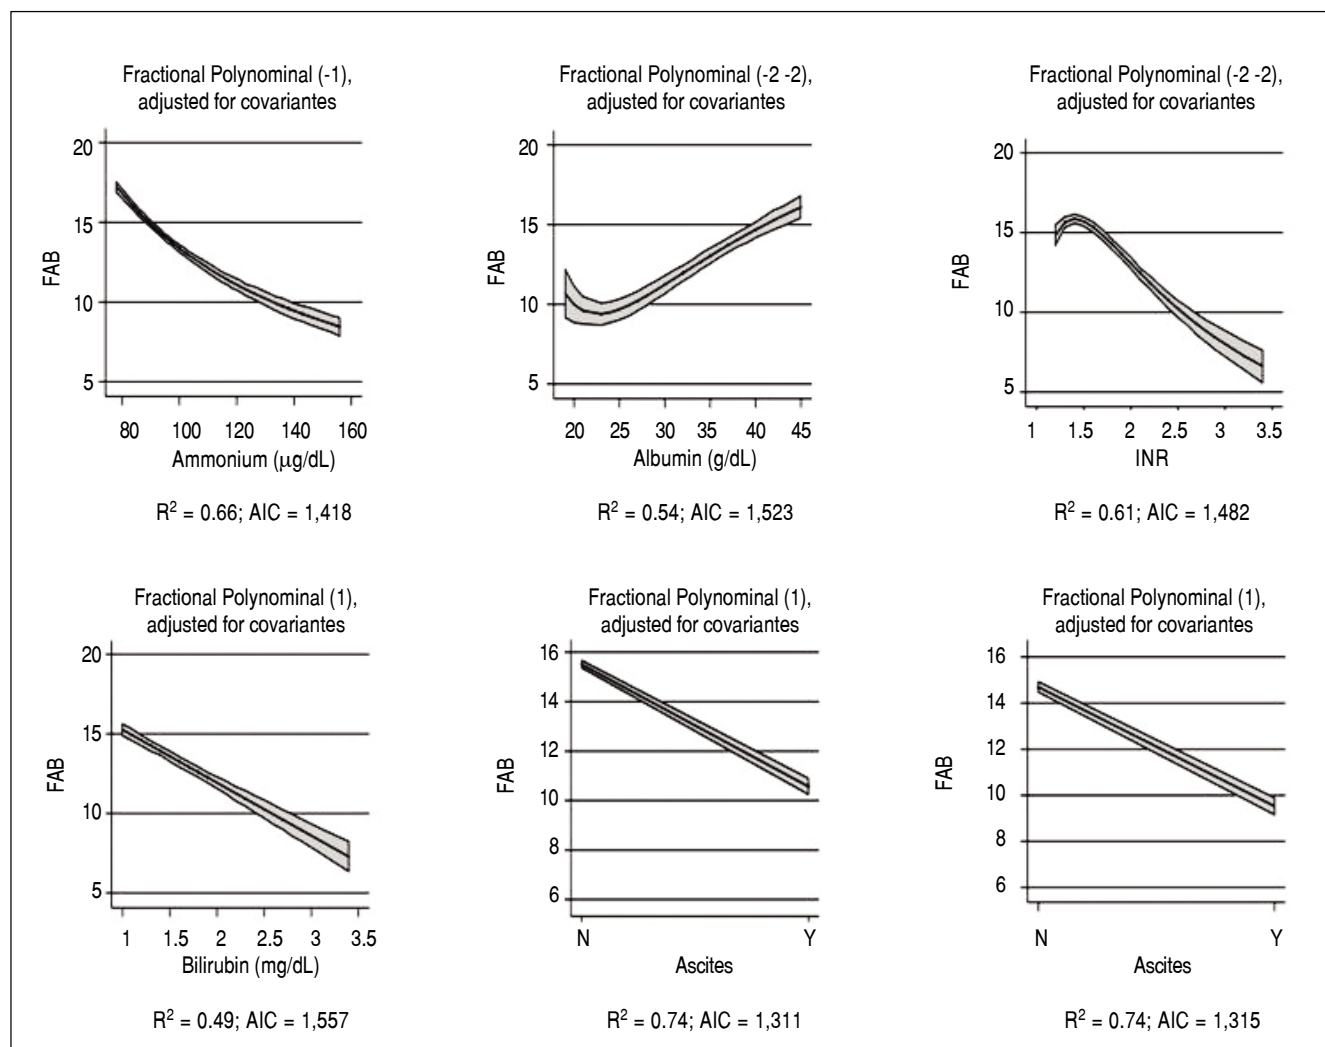 Fractional Polynominal (-1),
adjusted for covariantes
20
15
10
5
FAB
80 100 120 140 160
Ammonium (μg/dL)
R² = 0.66; AIC = 1,418
Fractional Polynominal (-2 -2),
adjusted for covariantes
20
15
10
5
FAB
20 25 30 35 40 45
Albumin (g/dL)
R² = 0.54; AIC = 1,523
Fractional Polynominal (-2 -2),
adjusted for covariantes
20
15
10
5
FAB
1 1.5 2 2.5 3 3.5
INR
R² = 0.61; AIC = 1,482
Fractional Polynominal (1),
adjusted for covariantes
20
15
10
5
FAB
1 1.5 2 2.5 3 3.5
Bilirubin (mg/dL)
R² = 0.49; AIC = 1,557
Fractional Polynominal (1),
adjusted for covariantes
16
14
12
10
8
6
FAB
N Y
Ascites
R² = 0.74; AIC = 1,311
Fractional Polynominal (1),
adjusted for covariantes
16
14
12
10
8
6
FAB
N Y
Ascites
R² = 0.74; AIC = 1,315